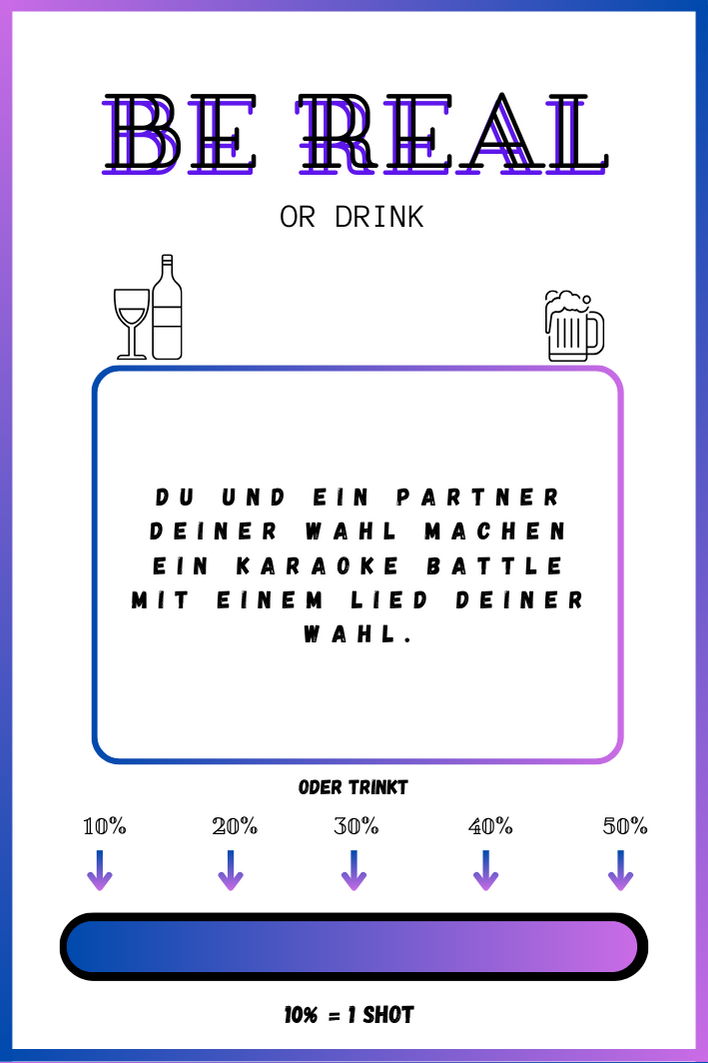 BE REAL
OR DRINK
DU UND EIN PARTNER
DEINER WAHL MACHEN
EIN KARAOKE BATTLE
MIT EINEM LIED DEINER
WAHL.
ODER TRINKT
10% 20% 30% 40% 50%
10% = 1 SHOT